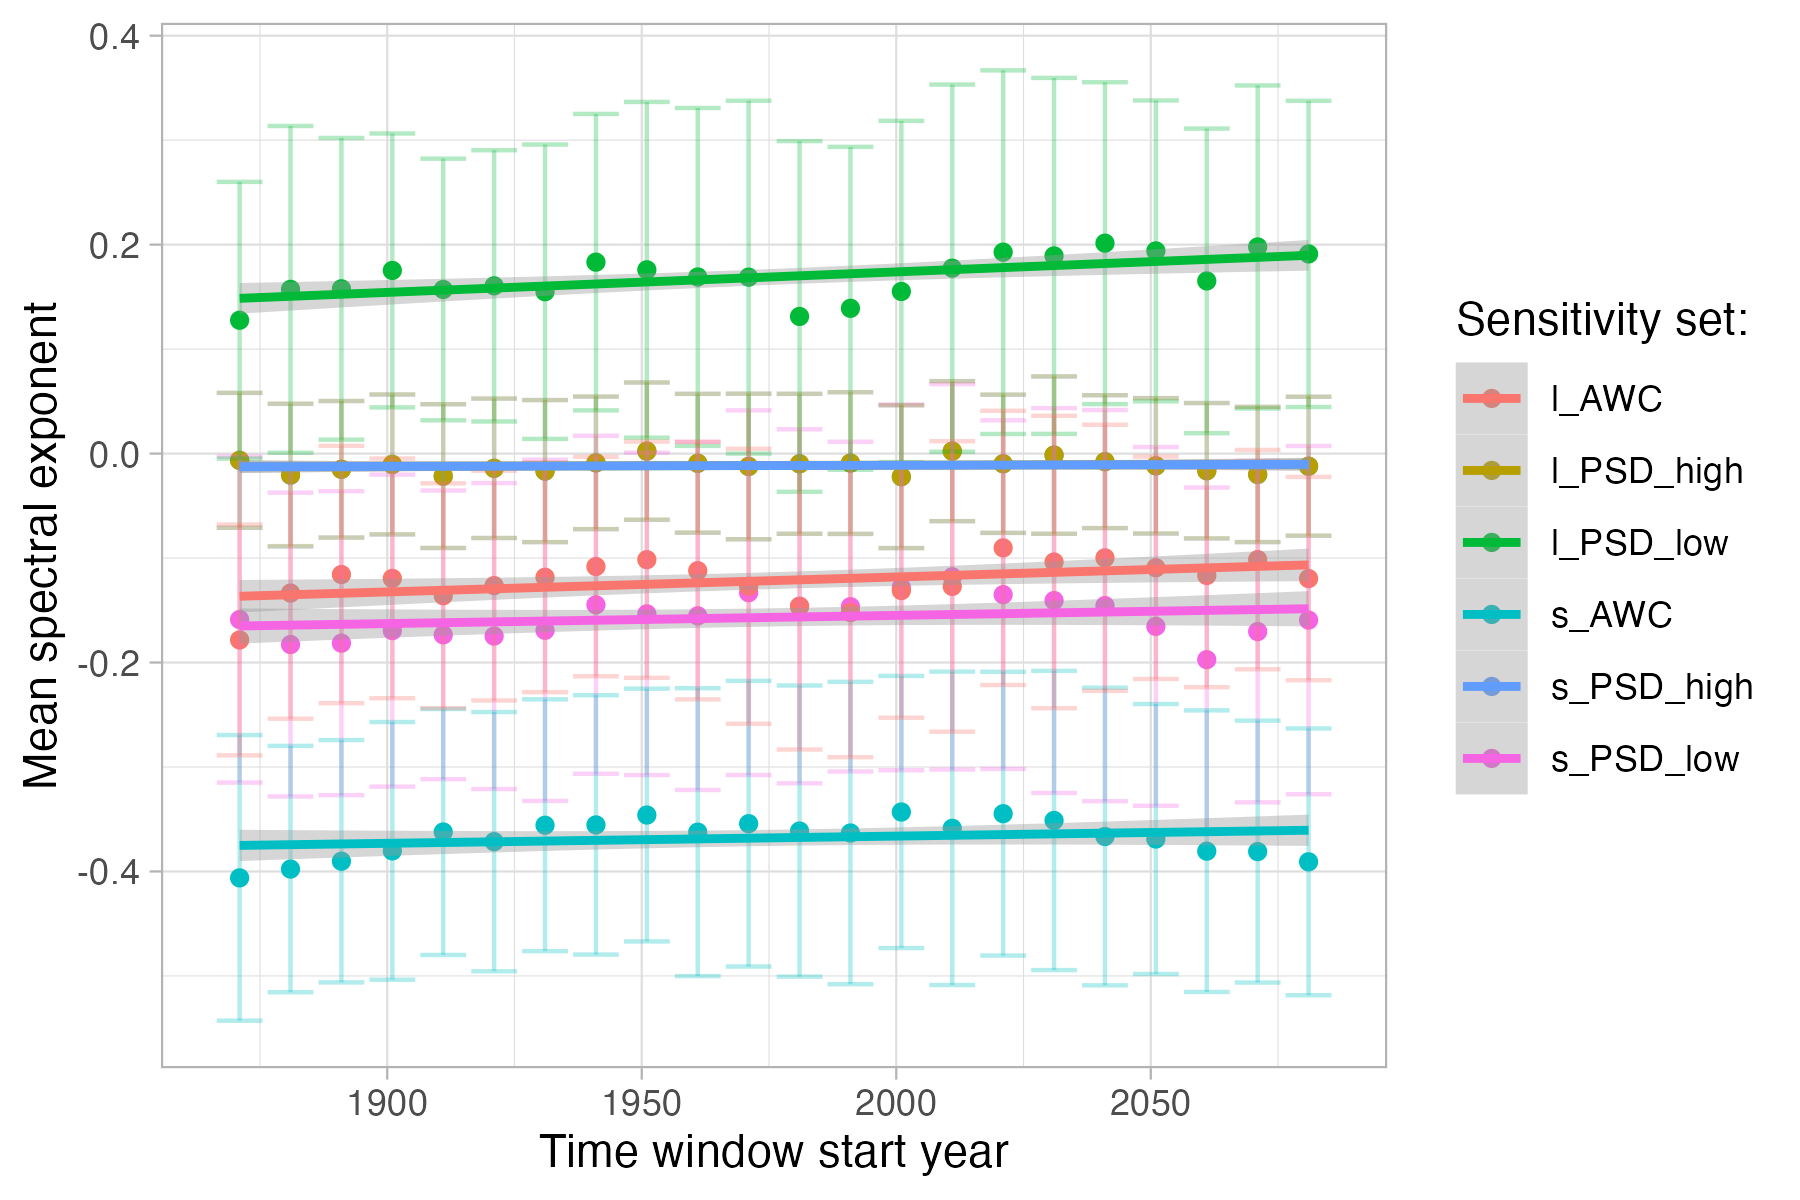 0.4
0.2
0.0
-0.2
-0.4
Mean spectral exponent
1900
1950
2000
2050
Time window start year
Sensitivity set:
l_AWC
l_PSD_high
l_PSD_low
s_AWC
s_PSD_high
s_PSD_low